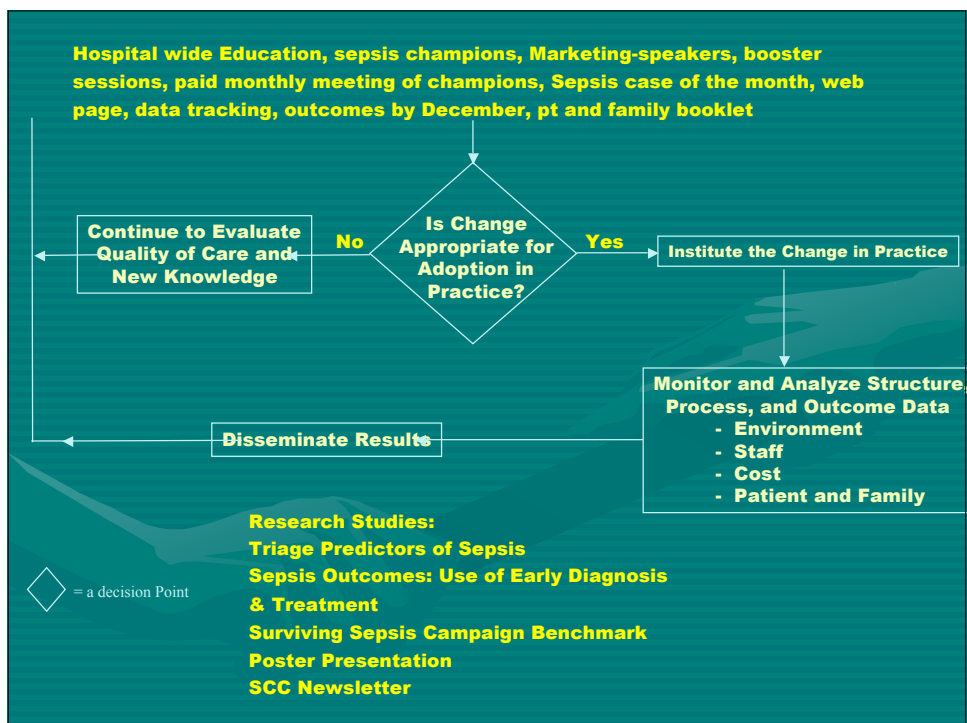 Hospital wide Education, sepsis champions, Marketing-speakers, booster
sessions, paid monthly meeting of champions, Sepsis case of the month, web
page, data tracking, outcomes by December, pt and family booklet
Is Change
Appropriate for
Adoption in
Practice?
No
Yes
Continue to Evaluate
Quality of Care and
New Knowledge
Institute the Change in Practice
Monitor and Analyze Structure,
Process, and Outcome Data
- Environment
- Staff
- Cost
- Patient and Family
Disseminate Results
Research Studies:
Triage Predictors of Sepsis
Sepsis Outcomes: Use of Early Diagnosis
& Treatment
Surviving Sepsis Campaign Benchmark
Poster Presentation
SCC Newsletter
= a decision Point